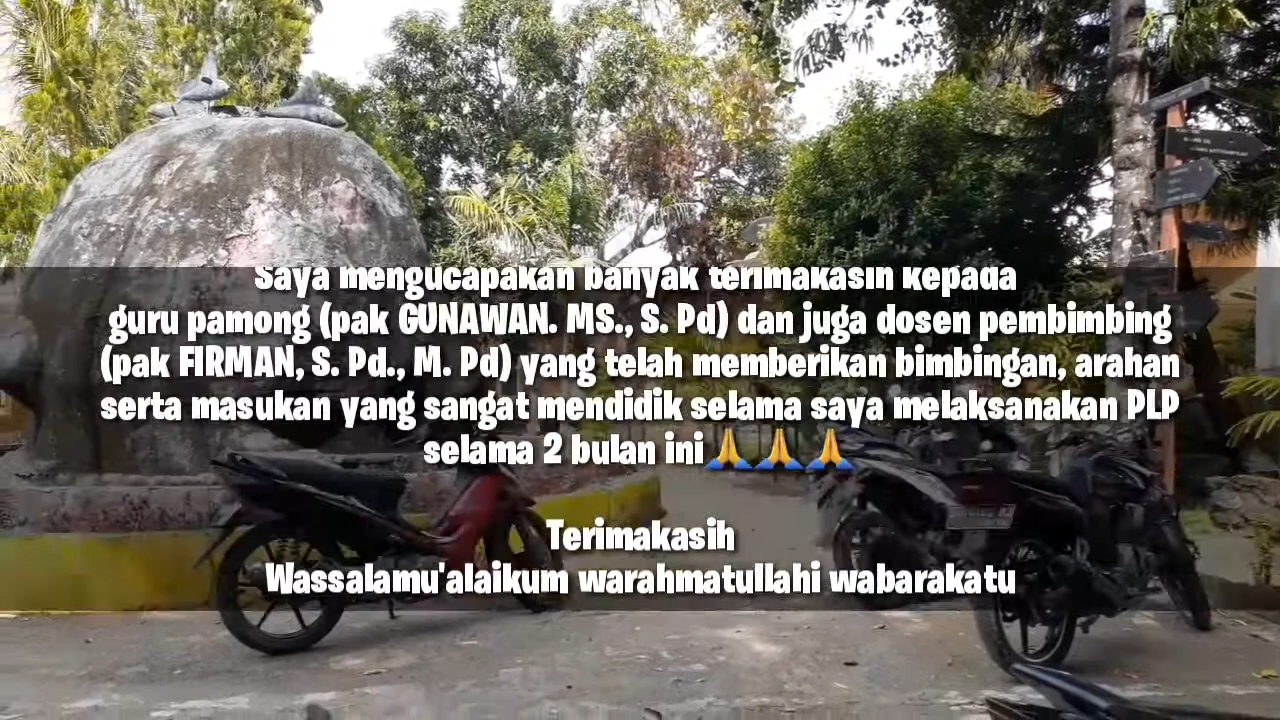 Saya mengucapakan banyak terimakasih kepada
guru pamong (pak GUNAWAN. MS., S. Pd) dan juga dosen pembimbing
(pak FIRMAN, S. Pd., M. Pd) yang telah memberikan bimbingan, arahan
serta masukan yang sangat mendidik selama saya melaksanakan PLP
selama 2 bulan ini🙏🙏🙏
Terimakasih
Wassalamu'alaikum warahmatullahi wabarakatu